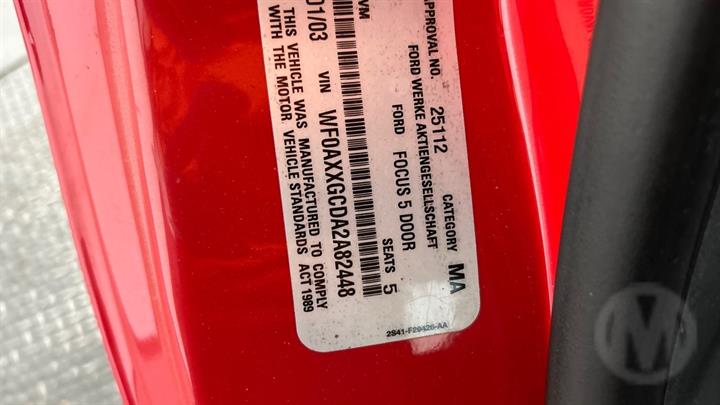 APPROVAL NO. 25112 CATEGORY MA
FORD WERKE AKTIENGESELLSCHAFT
FORD FOCUS 5 DOOR
SEATS 5
VM
01/03 VIN WF0AXXGCDA2A82448
THIS VEHICLE WAS MANUFACTURED TO COMPLY
WITH THE MOTOR VEHICLE STANDARDS ACT 1989
2S41-F29426-AA
M